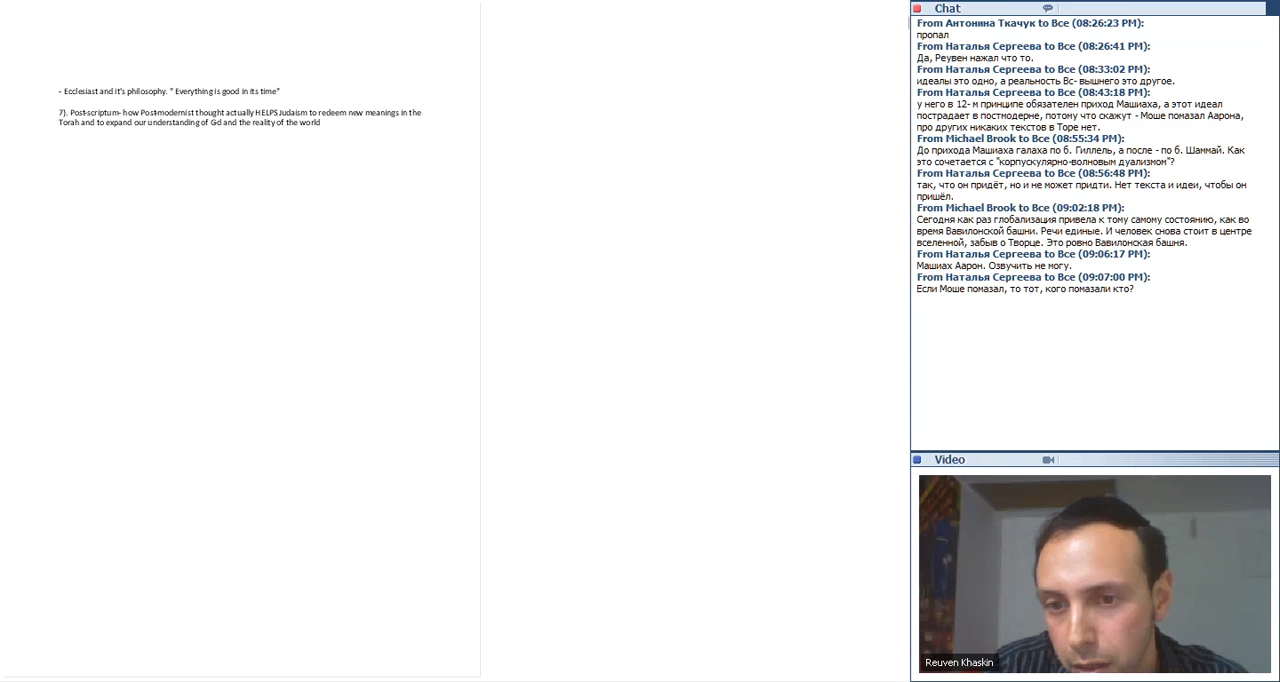 - Ecclesiast and it's philosophy. " Everything is good in its time"
7). Post-scriptum- how Post-modernist thought actually HELPS Judaism to redeem new meanings in the
Torah and to expand our understanding of G-d and the reality of the world
Chat
From Антонина Ткачук to Все (08:26:23 PM):
пропал
From Наталья Сергеева to Все (08:26:41 PM):
Да, Реувен нажал что то.
From Наталья Сергеева to Все (08:33:02 PM):
идеалы это одно, а реальность Вс- вышнего это другое.
From Наталья Сергеева to Все (08:43:18 PM):
у него в 12- м принципе обязателен приход Машиаха, а этот идеал
пострадает в постмодерне, потому что скажут - Моше помазал Аарона,
про других никаких текстов в Торе нет.
From Michael Brook to Все (08:55:34 PM):
До прихода Машиаха галаха по б. Гиллель, а после - по б. Шаммай. Как
это сочетается с "корпускулярно-волновым дуализмом"?
From Наталья Сергеева to Все (08:56:48 PM):
так, что он придёт, но и не может придти. Нет текста и идеи, чтобы он
пришёл.
From Michael Brook to Все (09:02:18 PM):
Сегодня как раз глобализация привела к тому самому состоянию, как во
время Вавилонской башни. Речи единые. И человек снова стоит в центре
вселенной, забыв о Творце. Это ровно Вавилонская башня.
From Наталья Сергеева to Все (09:06:17 PM):
Машиах Аарон. Озвучить не могу.
From Наталья Сергеева to Все (09:07:00 PM):
Если Моше помазал, то тот, кого помазали кто?
Video
Reuven Khaskin